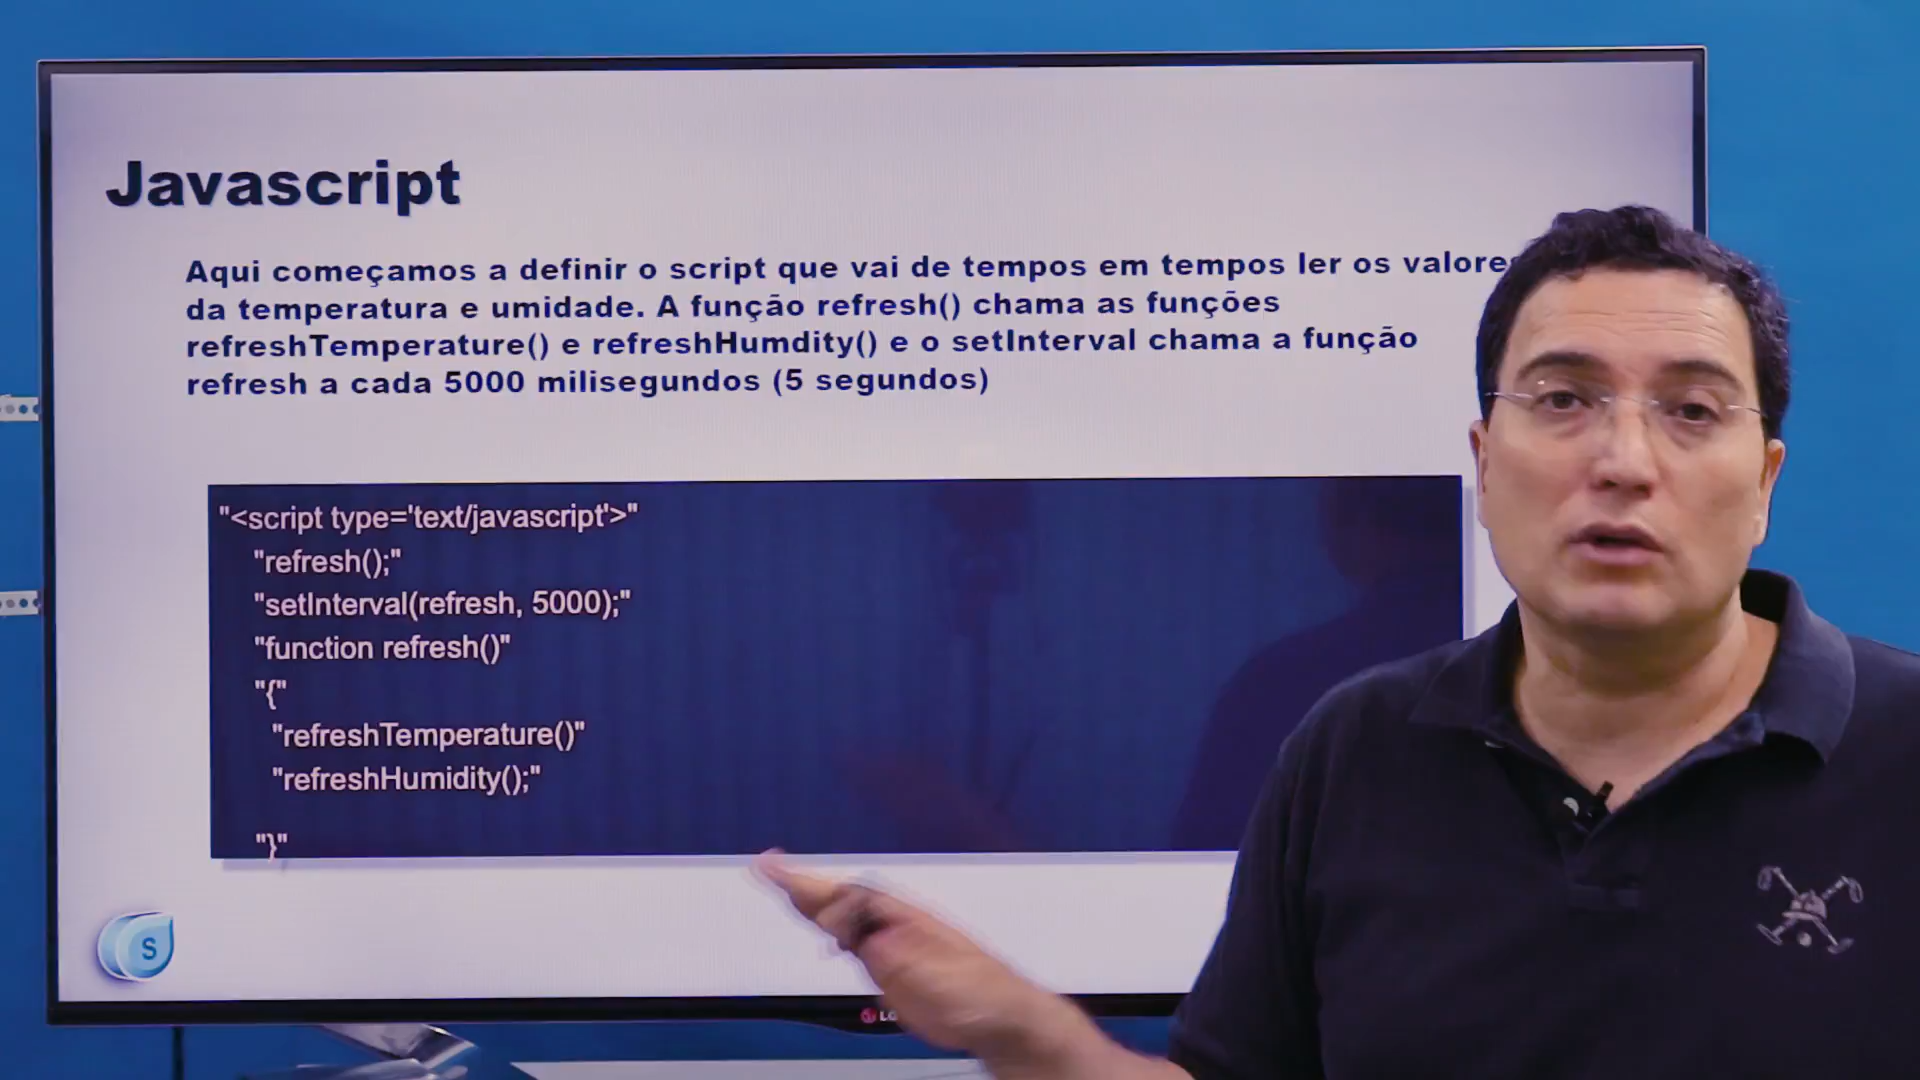 Javascript
Aqui começamos a definir o script que vai de tempos em tempos ler os valores
da temperatura e umidade. A função refresh() chama as funções
refreshTemperature() e refreshHumdity() e o setInterval chama a função
refresh a cada 5000 milisegundos (5 segundos)
"<script type='text/javascript'>"
"refresh();"
"setInterval(refresh, 5000);"
"function refresh()"
"{"
"refreshTemperature()"
"refreshHumidity();"
"}"
S
LG